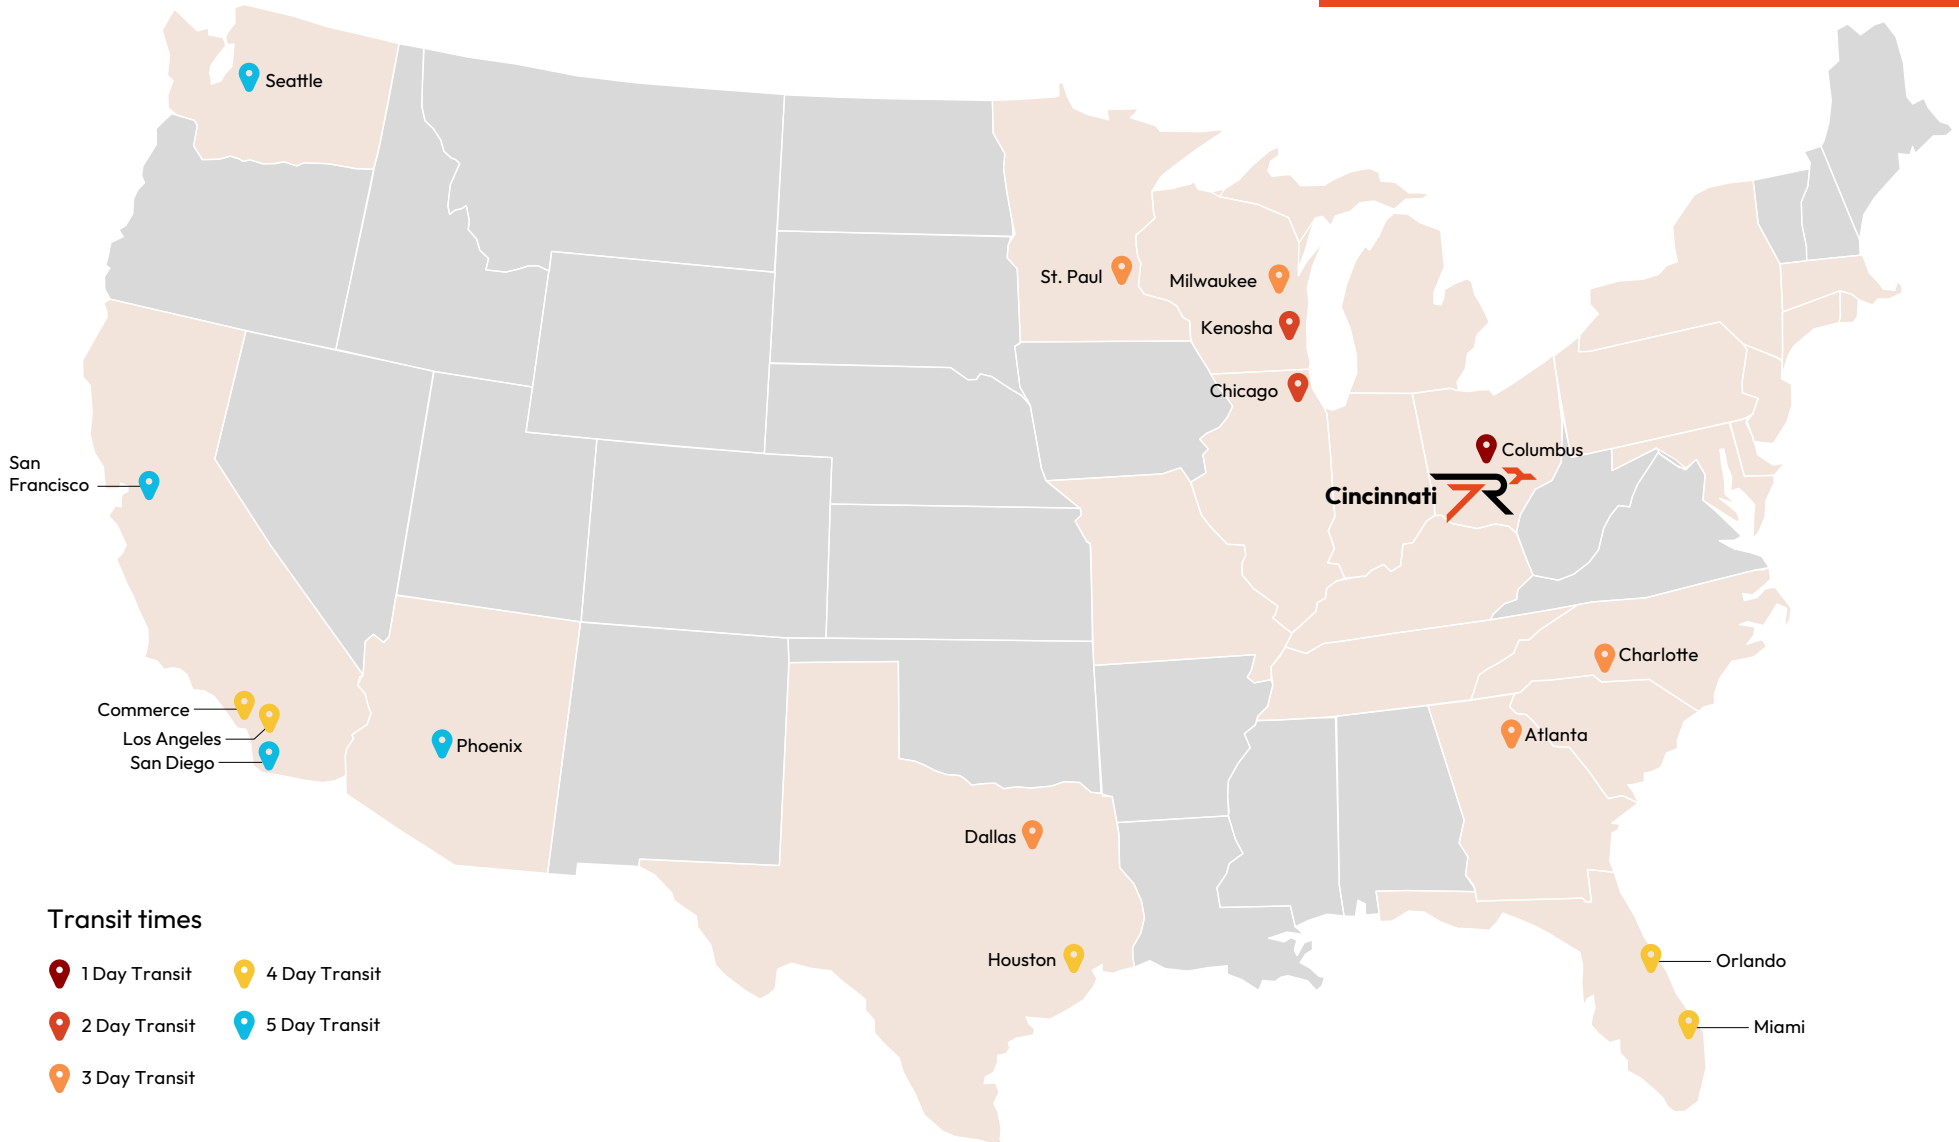 Seattle
St. Paul
Milwaukee
Kenosha
Chicago
Columbus
San
Francisco
Cincinnati
Charlotte
Commerce
Los Angeles
San Diego
Phoenix
Atlanta
Dallas
Houston
Orlando
Miami
Transit times
1 Day Transit
4 Day Transit
2 Day Transit
5 Day Transit
3 Day Transit